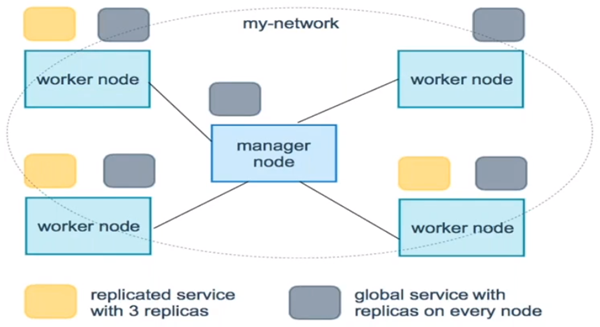 my-network
worker node
worker node
manager
node
worker node
worker node
replicated service
with 3 replicas
global service with
replicas on every node